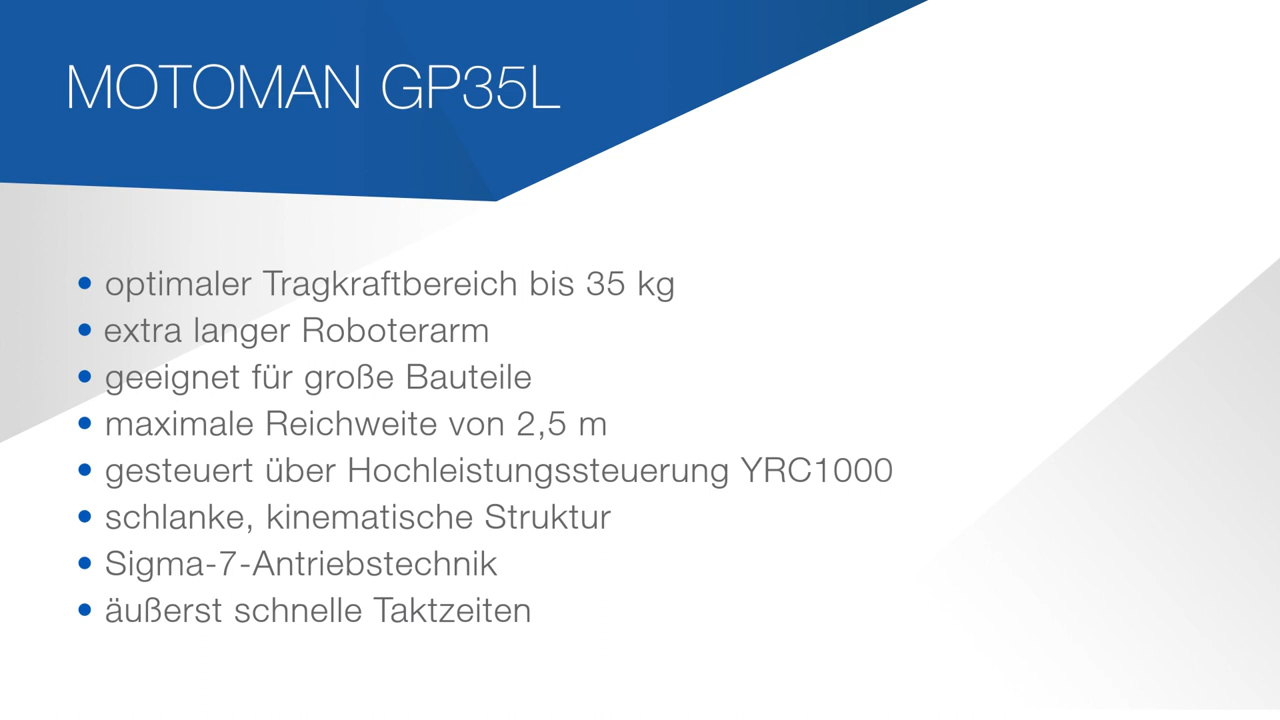 MOTOMAN GP35L
• optimaler Tragkraftbereich bis 35 kg
• extra langer Roboterarm
• geeignet für große Bauteile
• maximale Reichweite von 2,5 m
• gesteuert über Hochleistungssteuerung YRC1000
• schlanke, kinematische Struktur
• Sigma-7-Antriebstechnik
• äußerst schnelle Taktzeiten